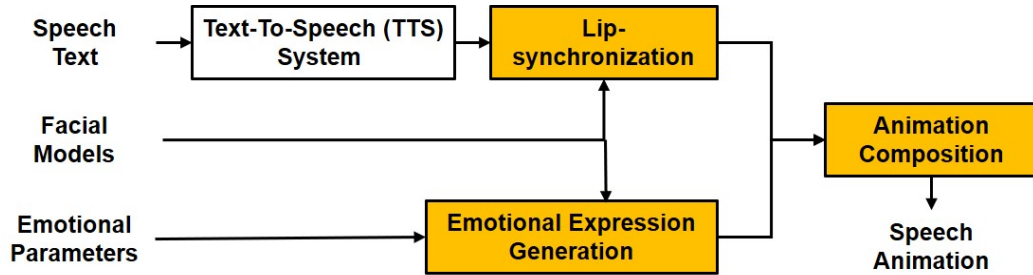 Speech
Text
Text-To-Speech (TTS)
System
Lip-
synchronization
Facial
Models
Animation
Composition
Emotional
Parameters
Emotional Expression
Generation
Speech
Animation